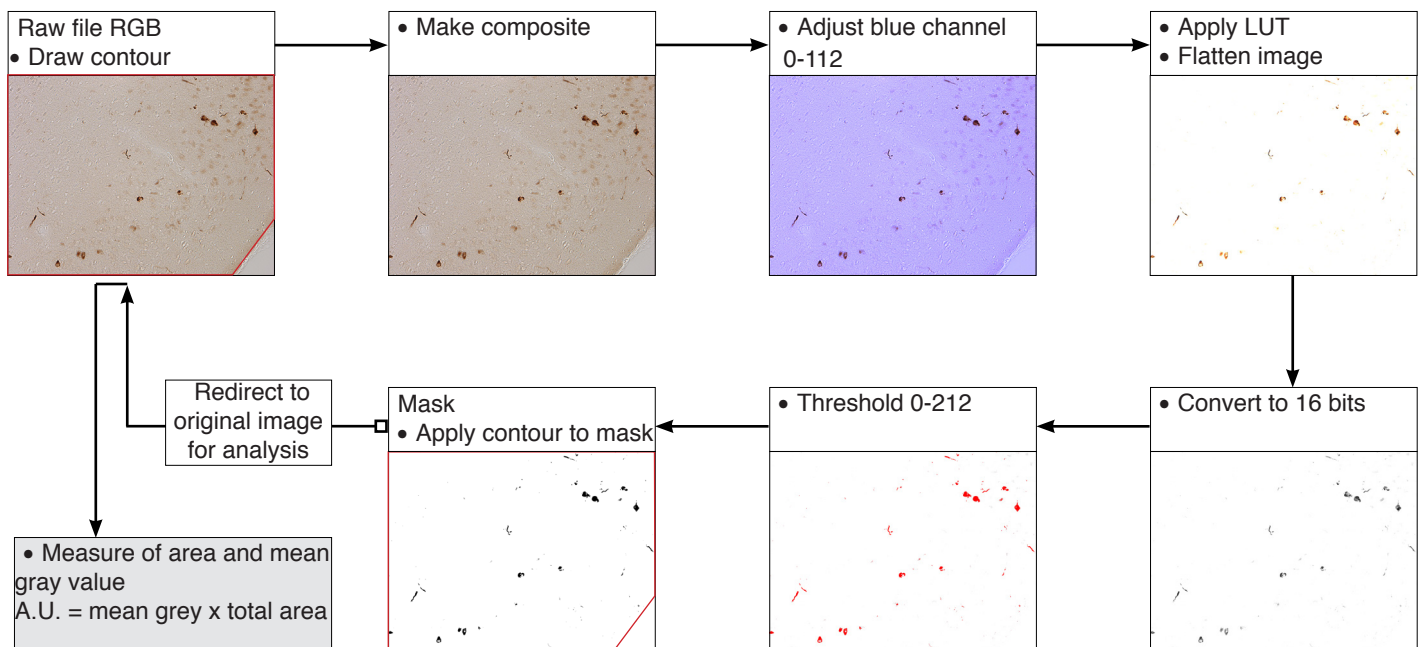 Raw file RGB
• Draw contour
• Make composite
• Adjust blue channel
0-112
• Apply LUT
• Flatten image
• Convert to 16 bits
• Threshold 0-212
Mask
• Apply contour to mask
Redirect to
original image
for analysis
• Measure of area and mean
gray value
A.U. = mean grey x total area